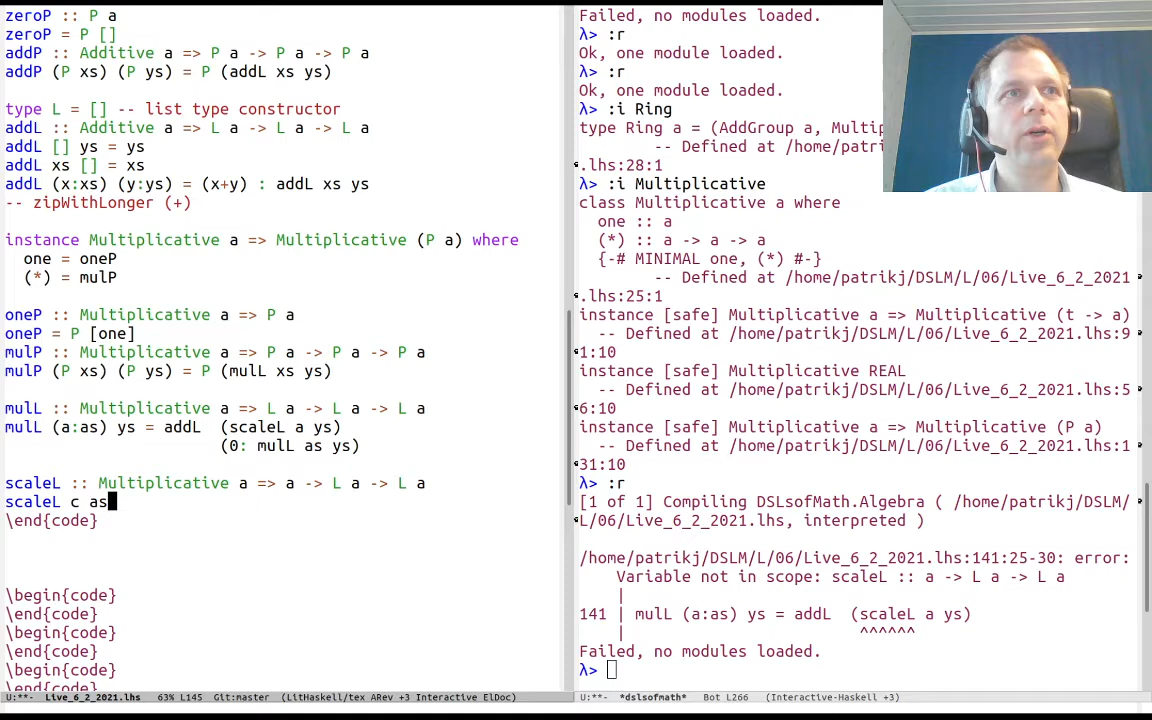 zeroP :: P a
zeroP = P []
addP :: Additive a => P a -> P a -> P a
addP (P xs) (P ys) = P (addL xs ys)
type L = [] -- list type constructor
addL :: Additive a => L a -> L a -> L a
addL [] ys = ys
addL xs [] = xs
addL (x:xs) (y:ys) = (x+y) : addL xs ys
-- zipWithLonger (+)
instance Multiplicative a => Multiplicative (P a) where
  one = oneP
  (*) = mulP
oneP :: Multiplicative a => P a
oneP = P [one]
mulP :: Multiplicative a => P a -> P a -> P a
mulP (P xs) (P ys) = P (mulL xs ys)
mulL :: Multiplicative a => L a -> L a -> L a
mulL (a:as) ys = addL  (scaleL a ys)
                       (0: mulL as ys)
scaleL :: Multiplicative a => a -> L a -> L a
scaleL c as
\end{code}
\begin{code}
\end{code}
\begin{code}
\end{code}
\begin{code}
\end{code}
U:**-  Live_6_2_2021.lhs   63% L145  Git:master  (LitHaskell/tex ARev +3 Interactive ElDoc)
Failed, no modules loaded.
λ> :r
Ok, one module loaded.
λ> :r
Ok, one module loaded.
λ> :i Ring
type Ring a = (AddGroup a, Multip
        -- Defined at /home/patri
.lhs:28:1
λ> :i Multiplicative
class Multiplicative a where
  one :: a
  (*) :: a -> a -> a
  {-# MINIMAL one, (*) #-}
        -- Defined at /home/patrikj/DSLM/L/06/Live_6_2_2021
.lhs:25:1
instance [safe] Multiplicative a => Multiplicative (t -> a)
  -- Defined at /home/patrikj/DSLM/L/06/Live_6_2_2021.lhs:9
1:10
instance [safe] Multiplicative REAL
  -- Defined at /home/patrikj/DSLM/L/06/Live_6_2_2021.lhs:5
6:10
instance [safe] Multiplicative a => Multiplicative (P a)
  -- Defined at /home/patrikj/DSLM/L/06/Live_6_2_2021.lhs:1
31:10
λ> :r
[1 of 1] Compiling DSLsofMath.Algebra ( /home/patrikj/DSLM/
L/06/Live_6_2_2021.lhs, interpreted )
/home/patrikj/DSLM/L/06/Live_6_2_2021.lhs:141:25-30: error:
    Variable not in scope: scaleL :: a -> L a -> L a
    |
141 | mulL (a:as) ys = addL  (scaleL a ys)
    |                         ^^^^^^
Failed, no modules loaded.
λ>
U:**-  *dslsofmath*   Bot L266   (Interactive-Haskell +3)